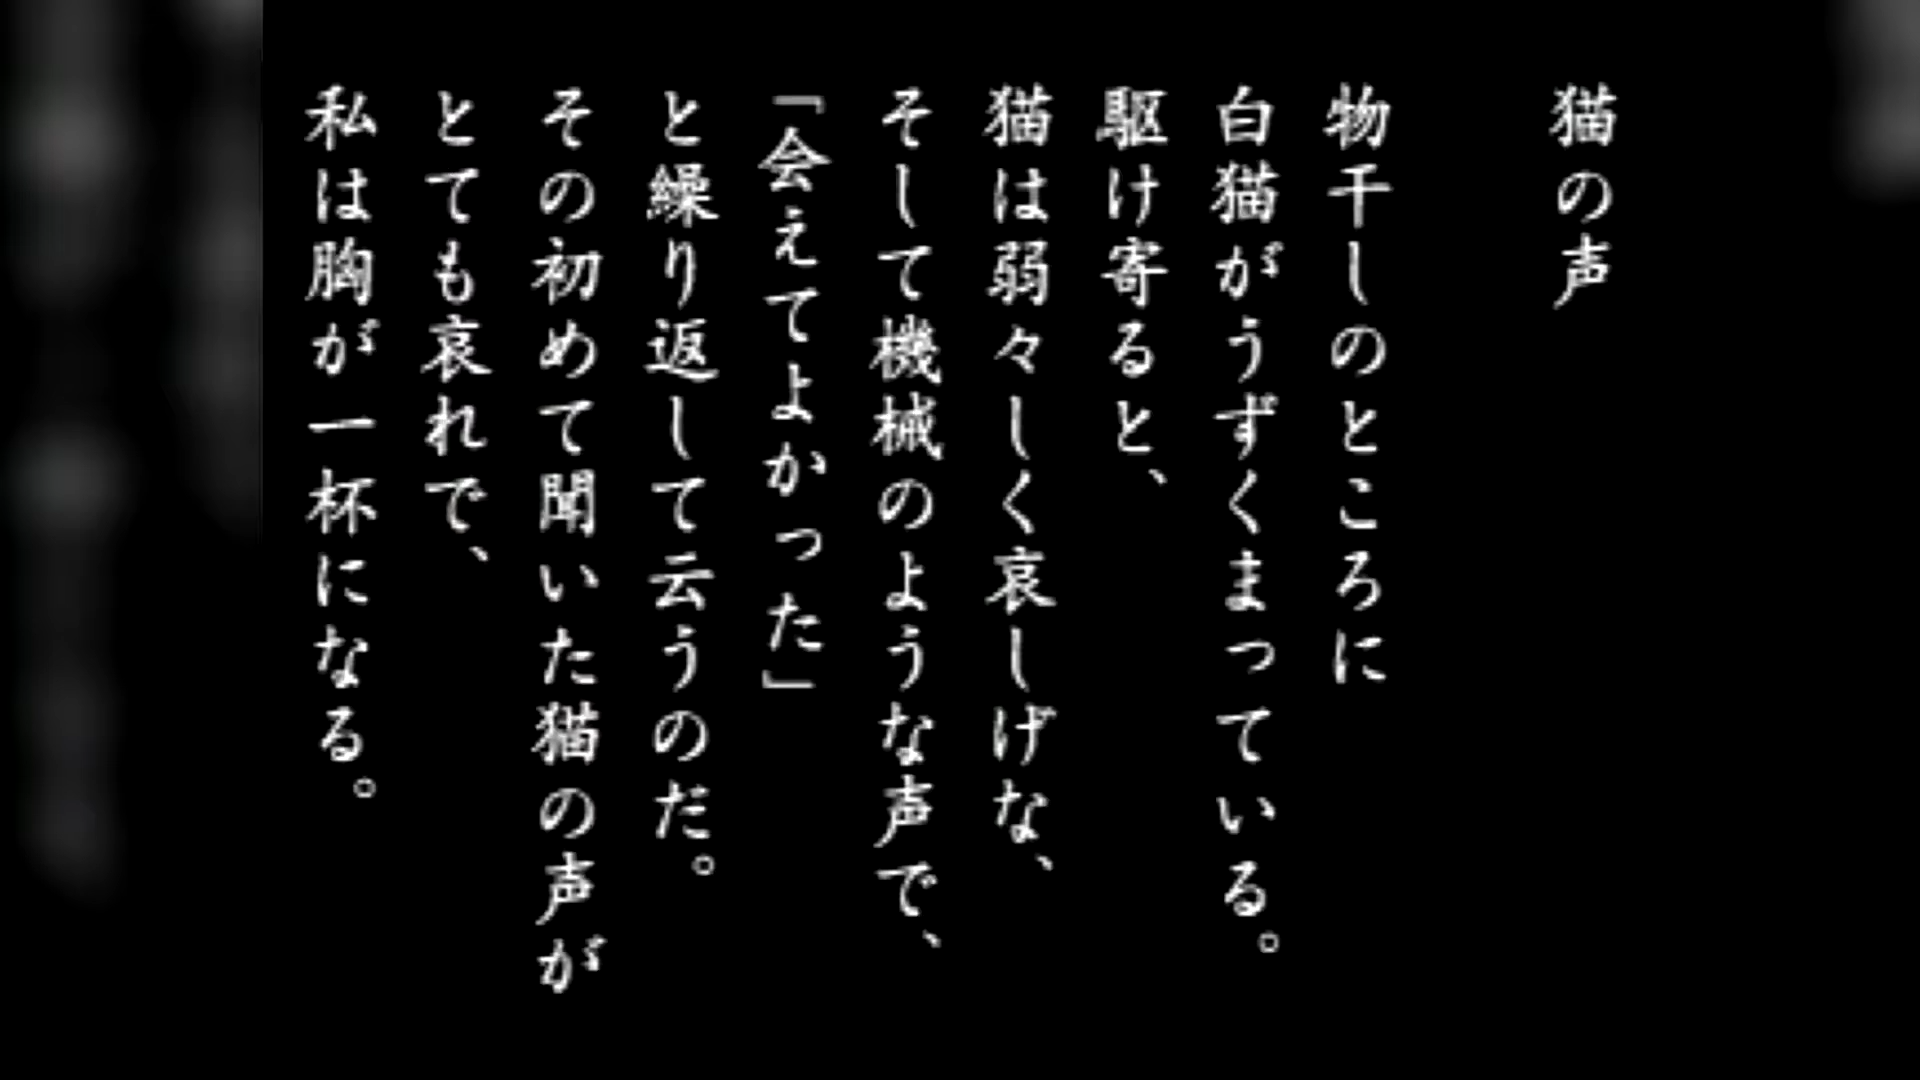 猫の声
物干しのところに
白猫がうずくまっている。
駆け寄ると、
猫は弱々しく哀しげな、
そして機械のような声で、
「会えてよかった」
と繰り返して云うのだ。
その初めて聞いた猫の声が
とても哀れで、
私は胸が一杯になる。